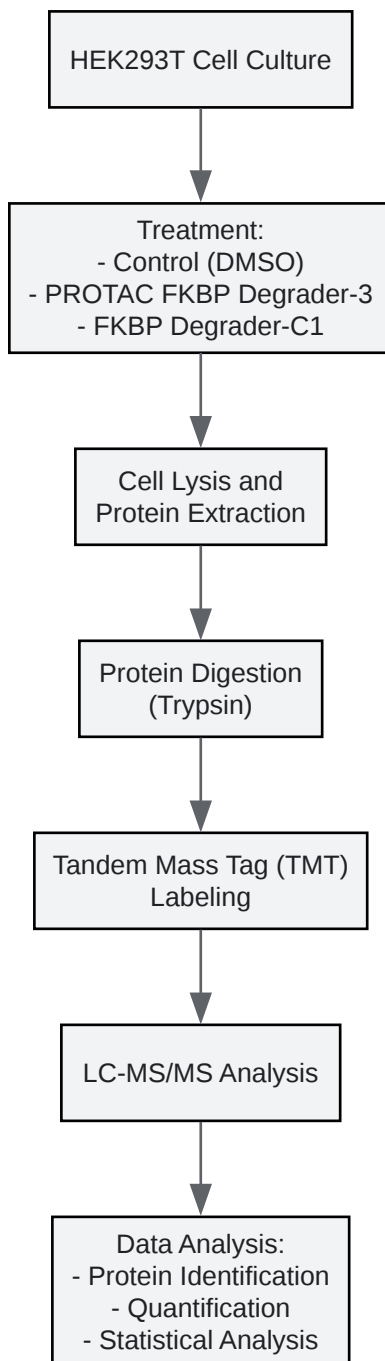 HEK293T Cell Culture
Treatment:
- Control (DMSO)
- PROTAC FKBP Degrader-3
- FKBP Degrader-C1
Cell Lysis and
Protein Extraction
Protein Digestion
(Trypsin)
Tandem Mass Tag (TMT)
Labeling
LC-MS/MS Analysis
Data Analysis:
- Protein Identification
- Quantification
- Statistical Analysis